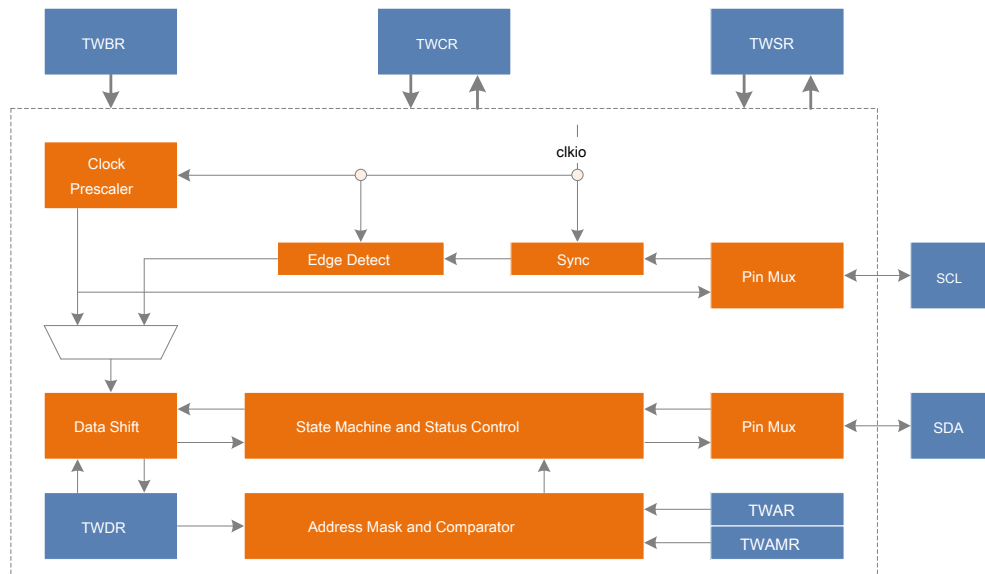 TWBR
TWCR
TWSR
clkio
Clock
Prescaler
Edge Detect
Sync
Pin Mux
SCL
Data Shift
State Machine and Status Control
Pin Mux
SDA
TWDR
Address Mask and Comparator
TWAR
TWAMR